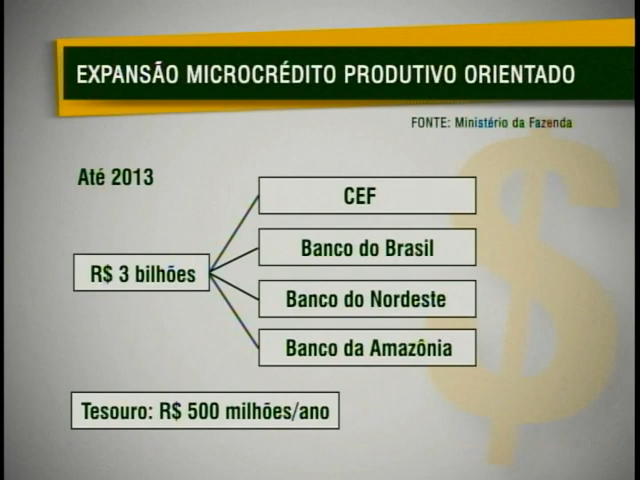 EXPANSÃO MICROCRÉDITO PRODUTIVO ORIENTADO
FONTE: Ministério da Fazenda
Até 2013
R$ 3 bilhões
CEF
Banco do Brasil
Banco do Nordeste
Banco da Amazônia
Tesouro: R$ 500 milhões/ano